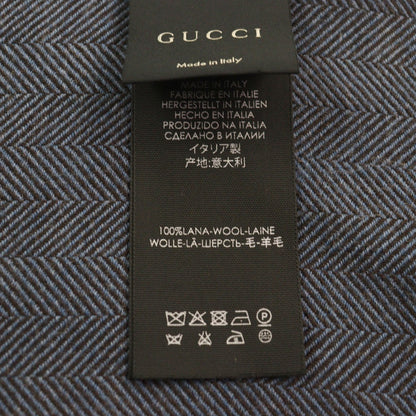 GUCCI
Made in Italy
MADE IN ITALY
FABRIQUÉ EN ITALIE
HERGESTELLT IN ITALIEN
HECHO EN ITALIA
PRODUZIDO NA ITALIA
СДЕЛАНО В ИТАЛИИ
イタリア製
产地:意大利
100%LANA-WOOL-LAINE
WOLLE-LÃ-ШЕРСТЬ-毛-羊毛
P